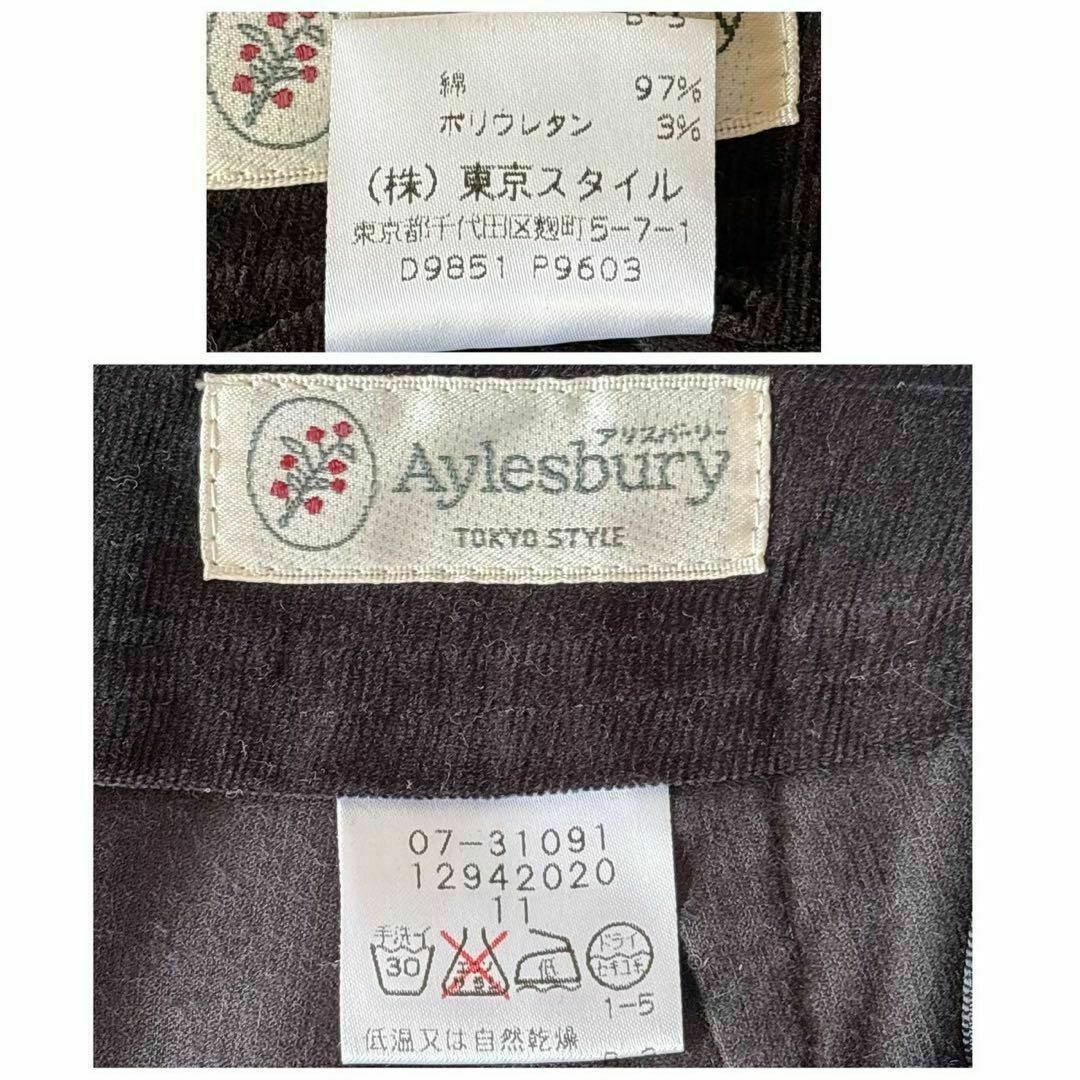 綿 97%
ポリウレタン 3%
(株) 東京スタイル
東京都千代田区麹町5-7-1
D9851 P9603
アリスバーリー
Aylesbury
TOKYO STYLE
07-31091
12942020
11
手洗イ ドライ
30 低 セキユ系
1-5
低温又は自然乾燥